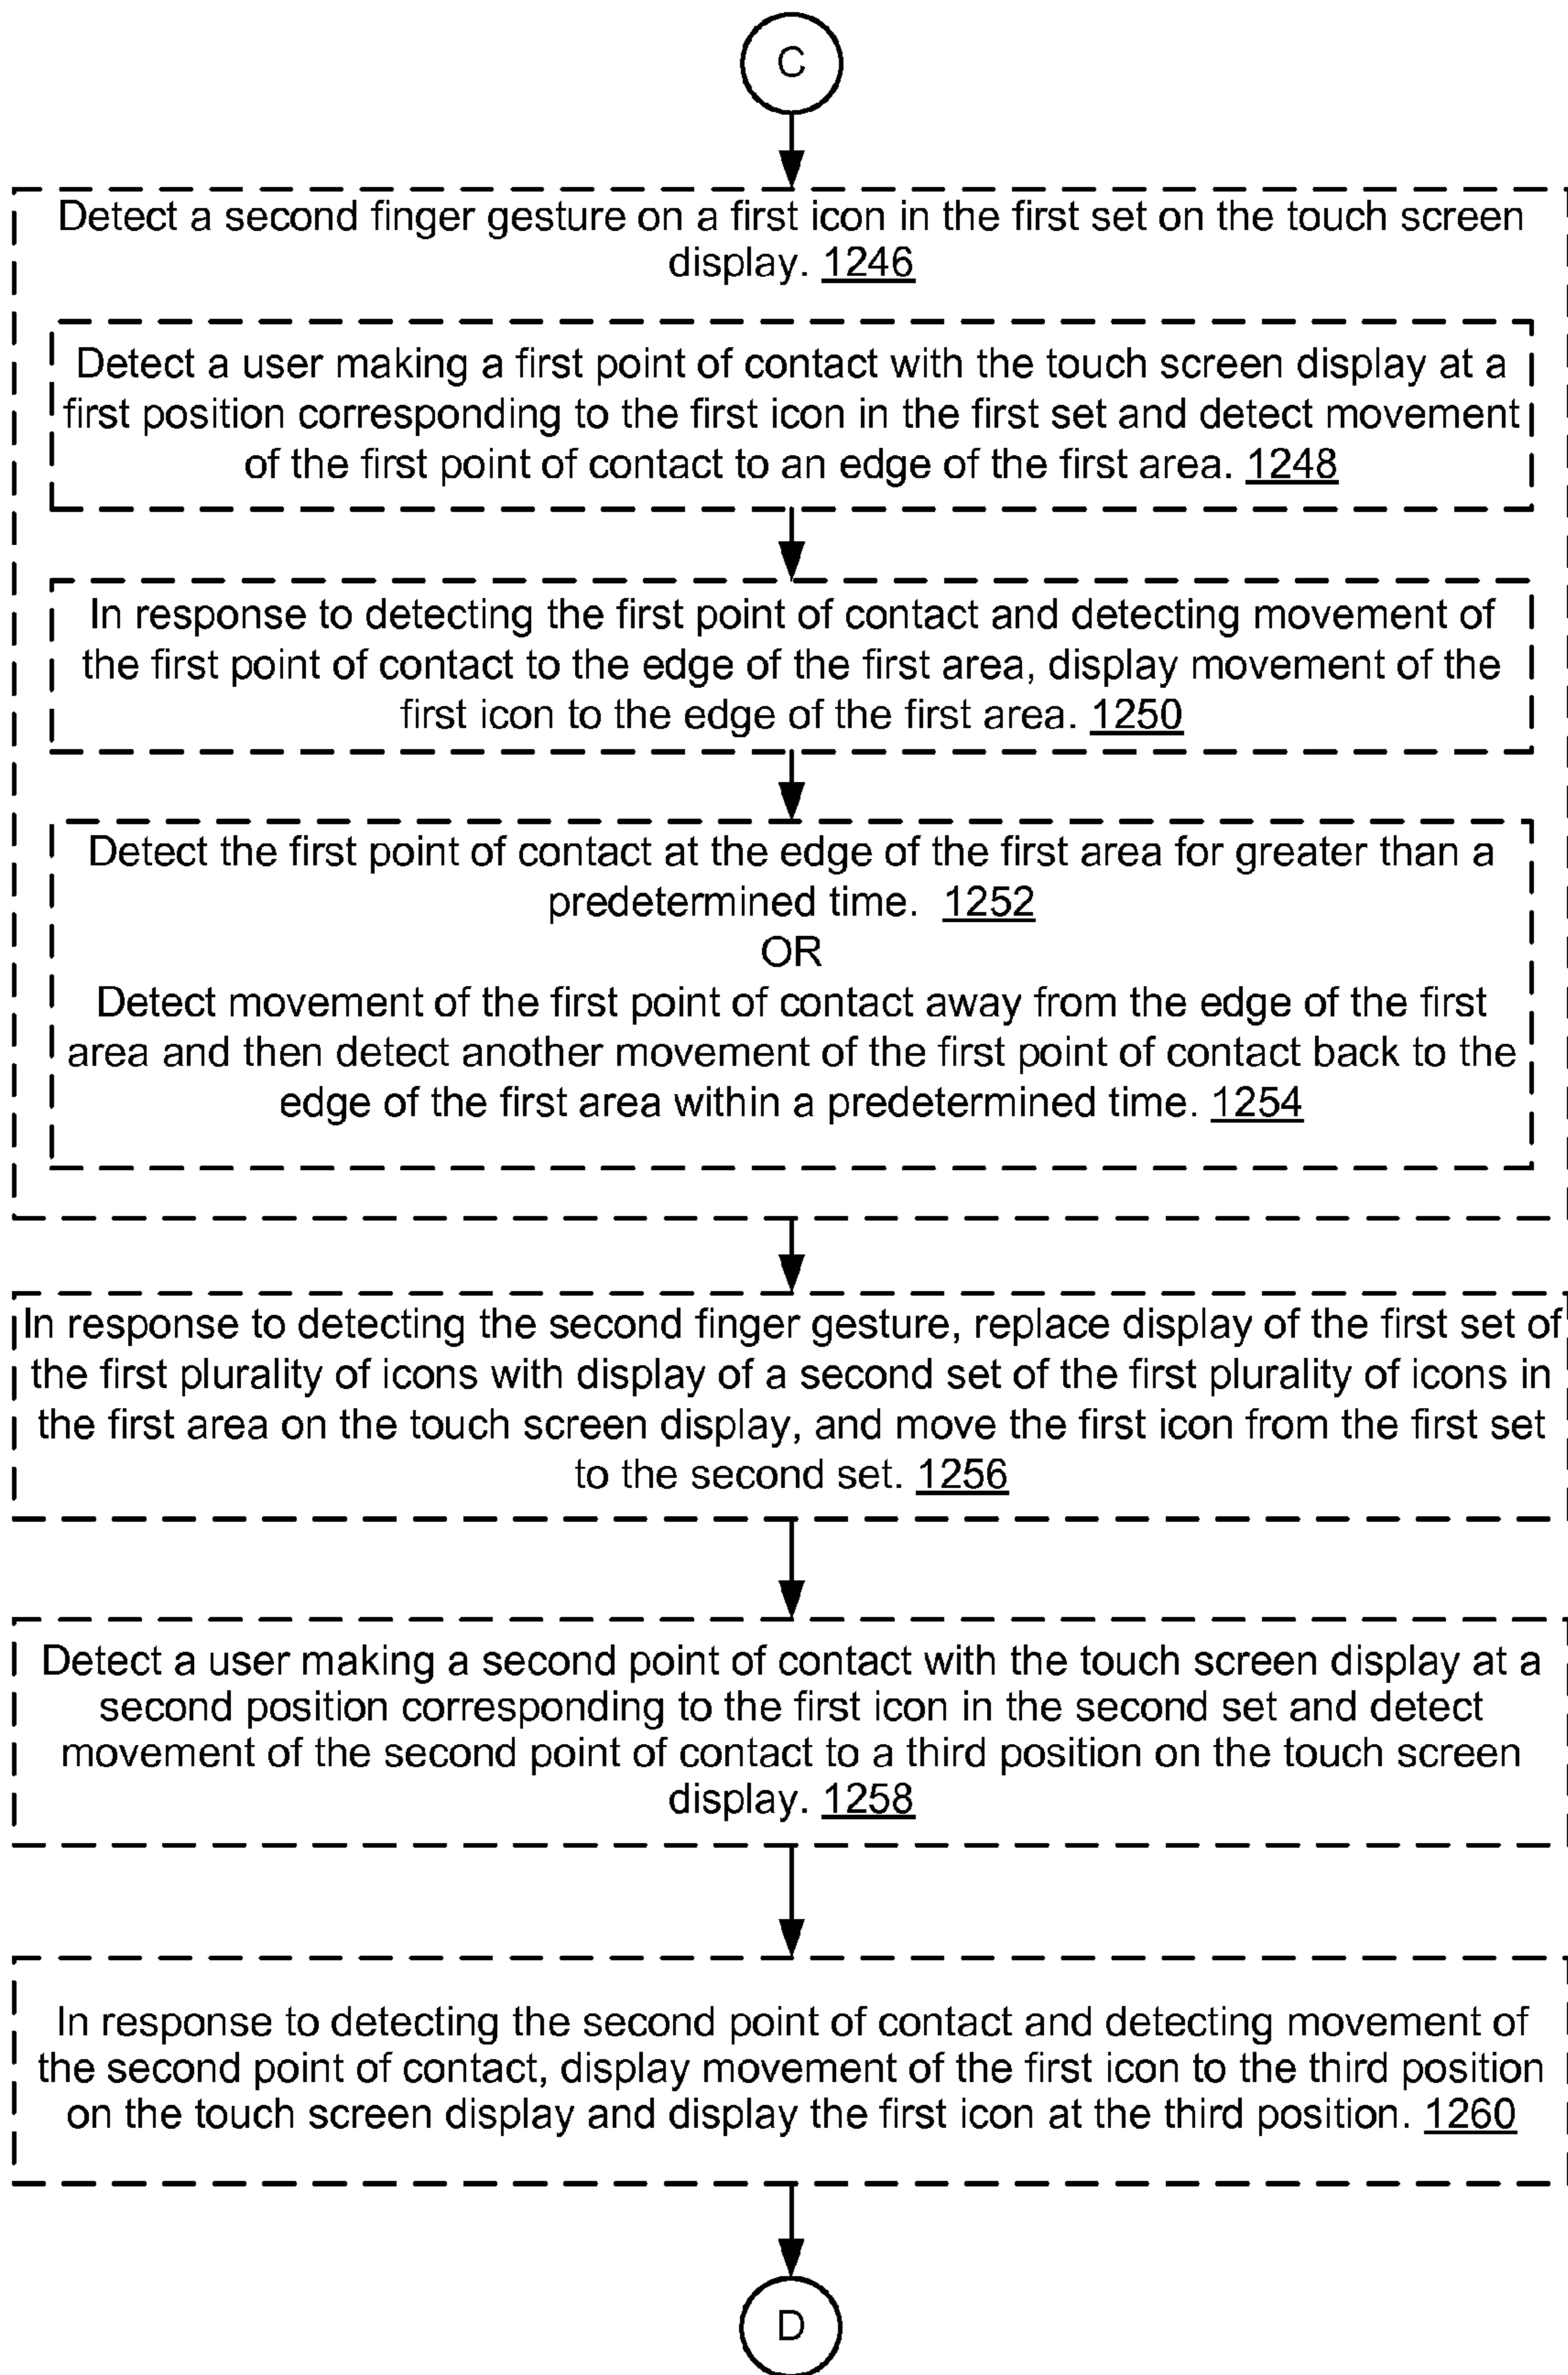 C
Detect a second finger gesture on a first icon in the first set on the touch screen
display. 1246
Detect a user making a first point of contact with the touch screen display at a
first position corresponding to the first icon in the first set and detect movement
of the first point of contact to an edge of the first area. 1248
In response to detecting the first point of contact and detecting movement of
the first point of contact to the edge of the first area, display movement of the
first icon to the edge of the first area. 1250
Detect the first point of contact at the edge of the first area for greater than a
predetermined time. 1252
OR
Detect movement of the first point of contact away from the edge of the first
area and then detect another movement of the first point of contact back to the
edge of the first area within a predetermined time. 1254
In response to detecting the second finger gesture, replace display of the first set of
the first plurality of icons with display of a second set of the first plurality of icons in
the first area on the touch screen display, and move the first icon from the first set
to the second set. 1256
Detect a user making a second point of contact with the touch screen display at a
second position corresponding to the first icon in the second set and detect
movement of the second point of contact to a third position on the touch screen
display. 1258
In response to detecting the second point of contact and detecting movement of
the second point of contact, display movement of the first icon to the third position
on the touch screen display and display the first icon at the third position. 1260
D